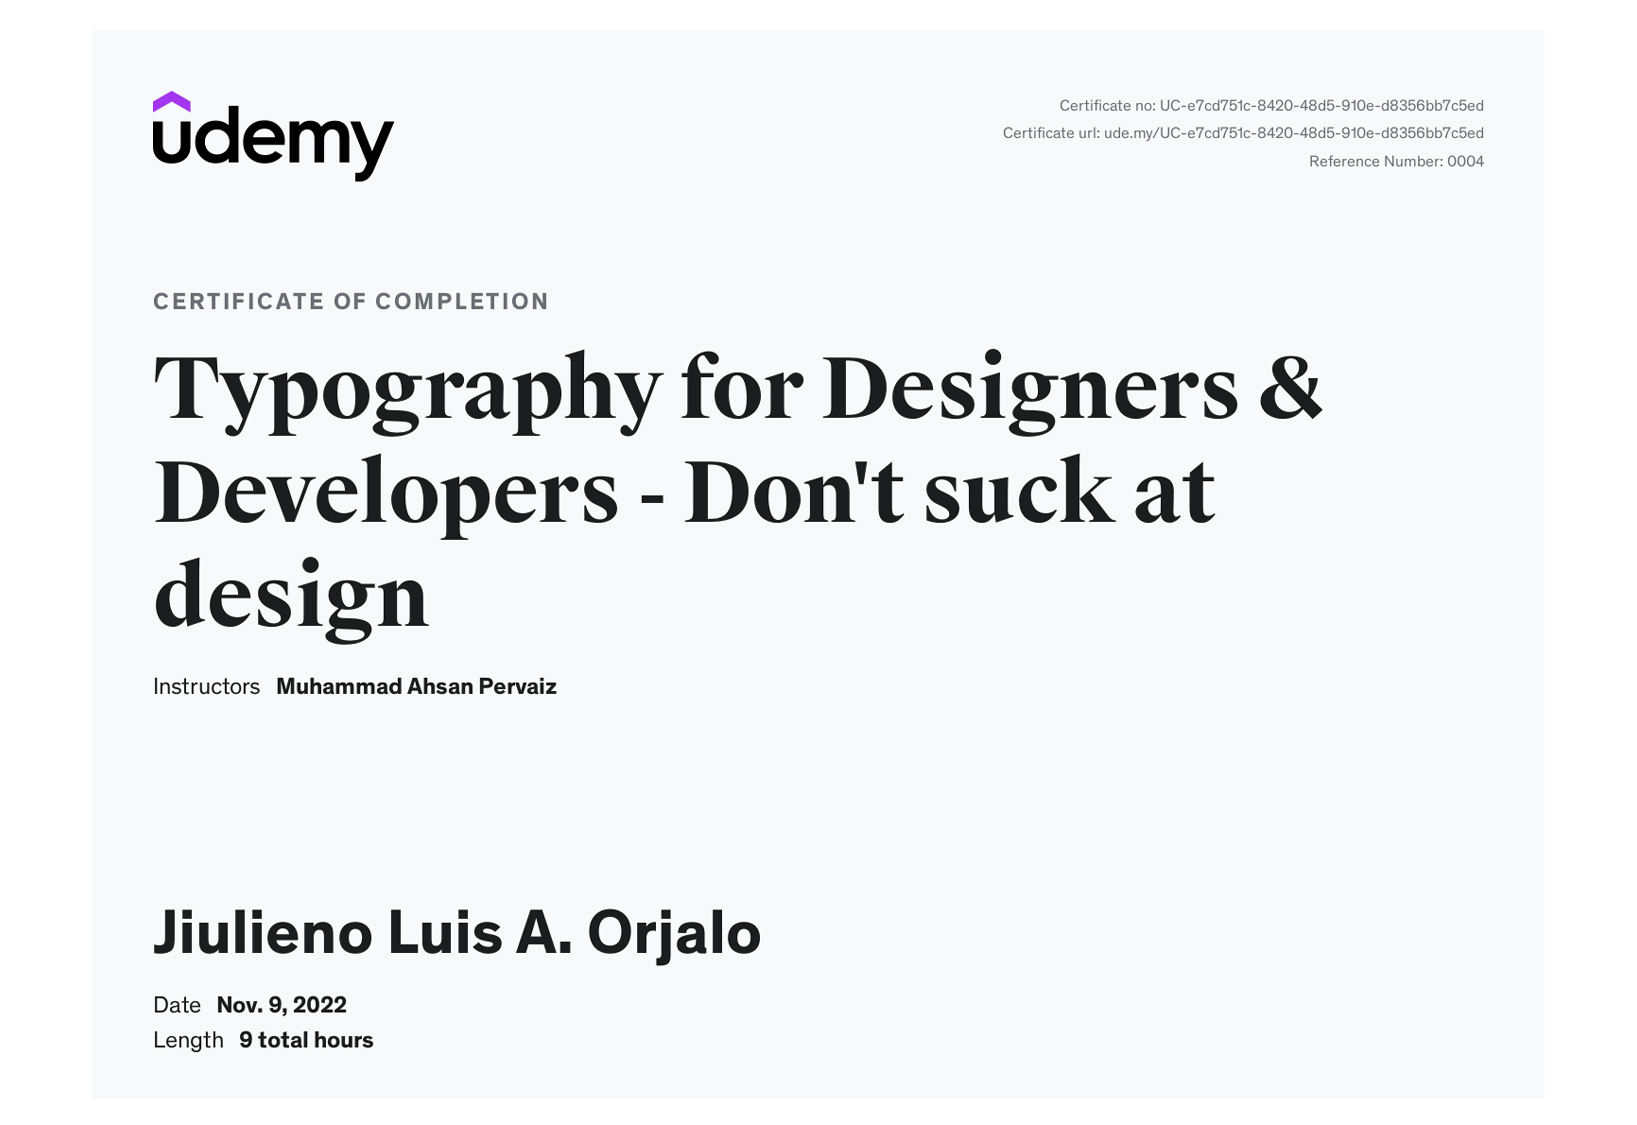 udemy
Certificate no: UC-e7cd751c-8420-48d5-910e-d8356bb7c5ed
Certificate url: ude.my/UC-e7cd751c-8420-48d5-910e-d8356bb7c5ed
Reference Number: 0004
CERTIFICATE OF COMPLETION
Typography for Designers &
Developers - Don't suck at
design
Instructors Muhammad Ahsan Pervaiz
Jiulieno Luis A. Orjalo
Date Nov. 9, 2022
Length 9 total hours